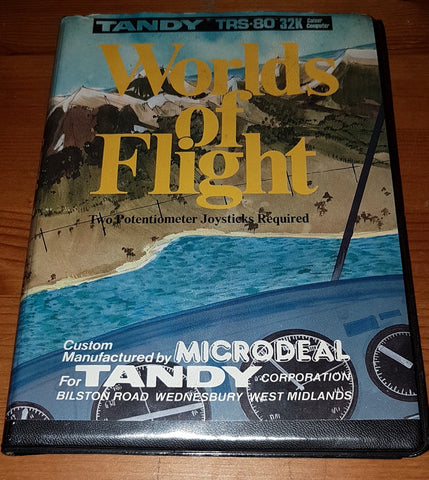 TANDY TRS-80 32K Colour Computer
Worlds
of
Flight
Two Potentiometer Joysticks Required
Custom
Manufactured by MICRODEAL
For TANDY CORPORATION
BILSTON ROAD WEDNESBURY WEST MIDLANDS